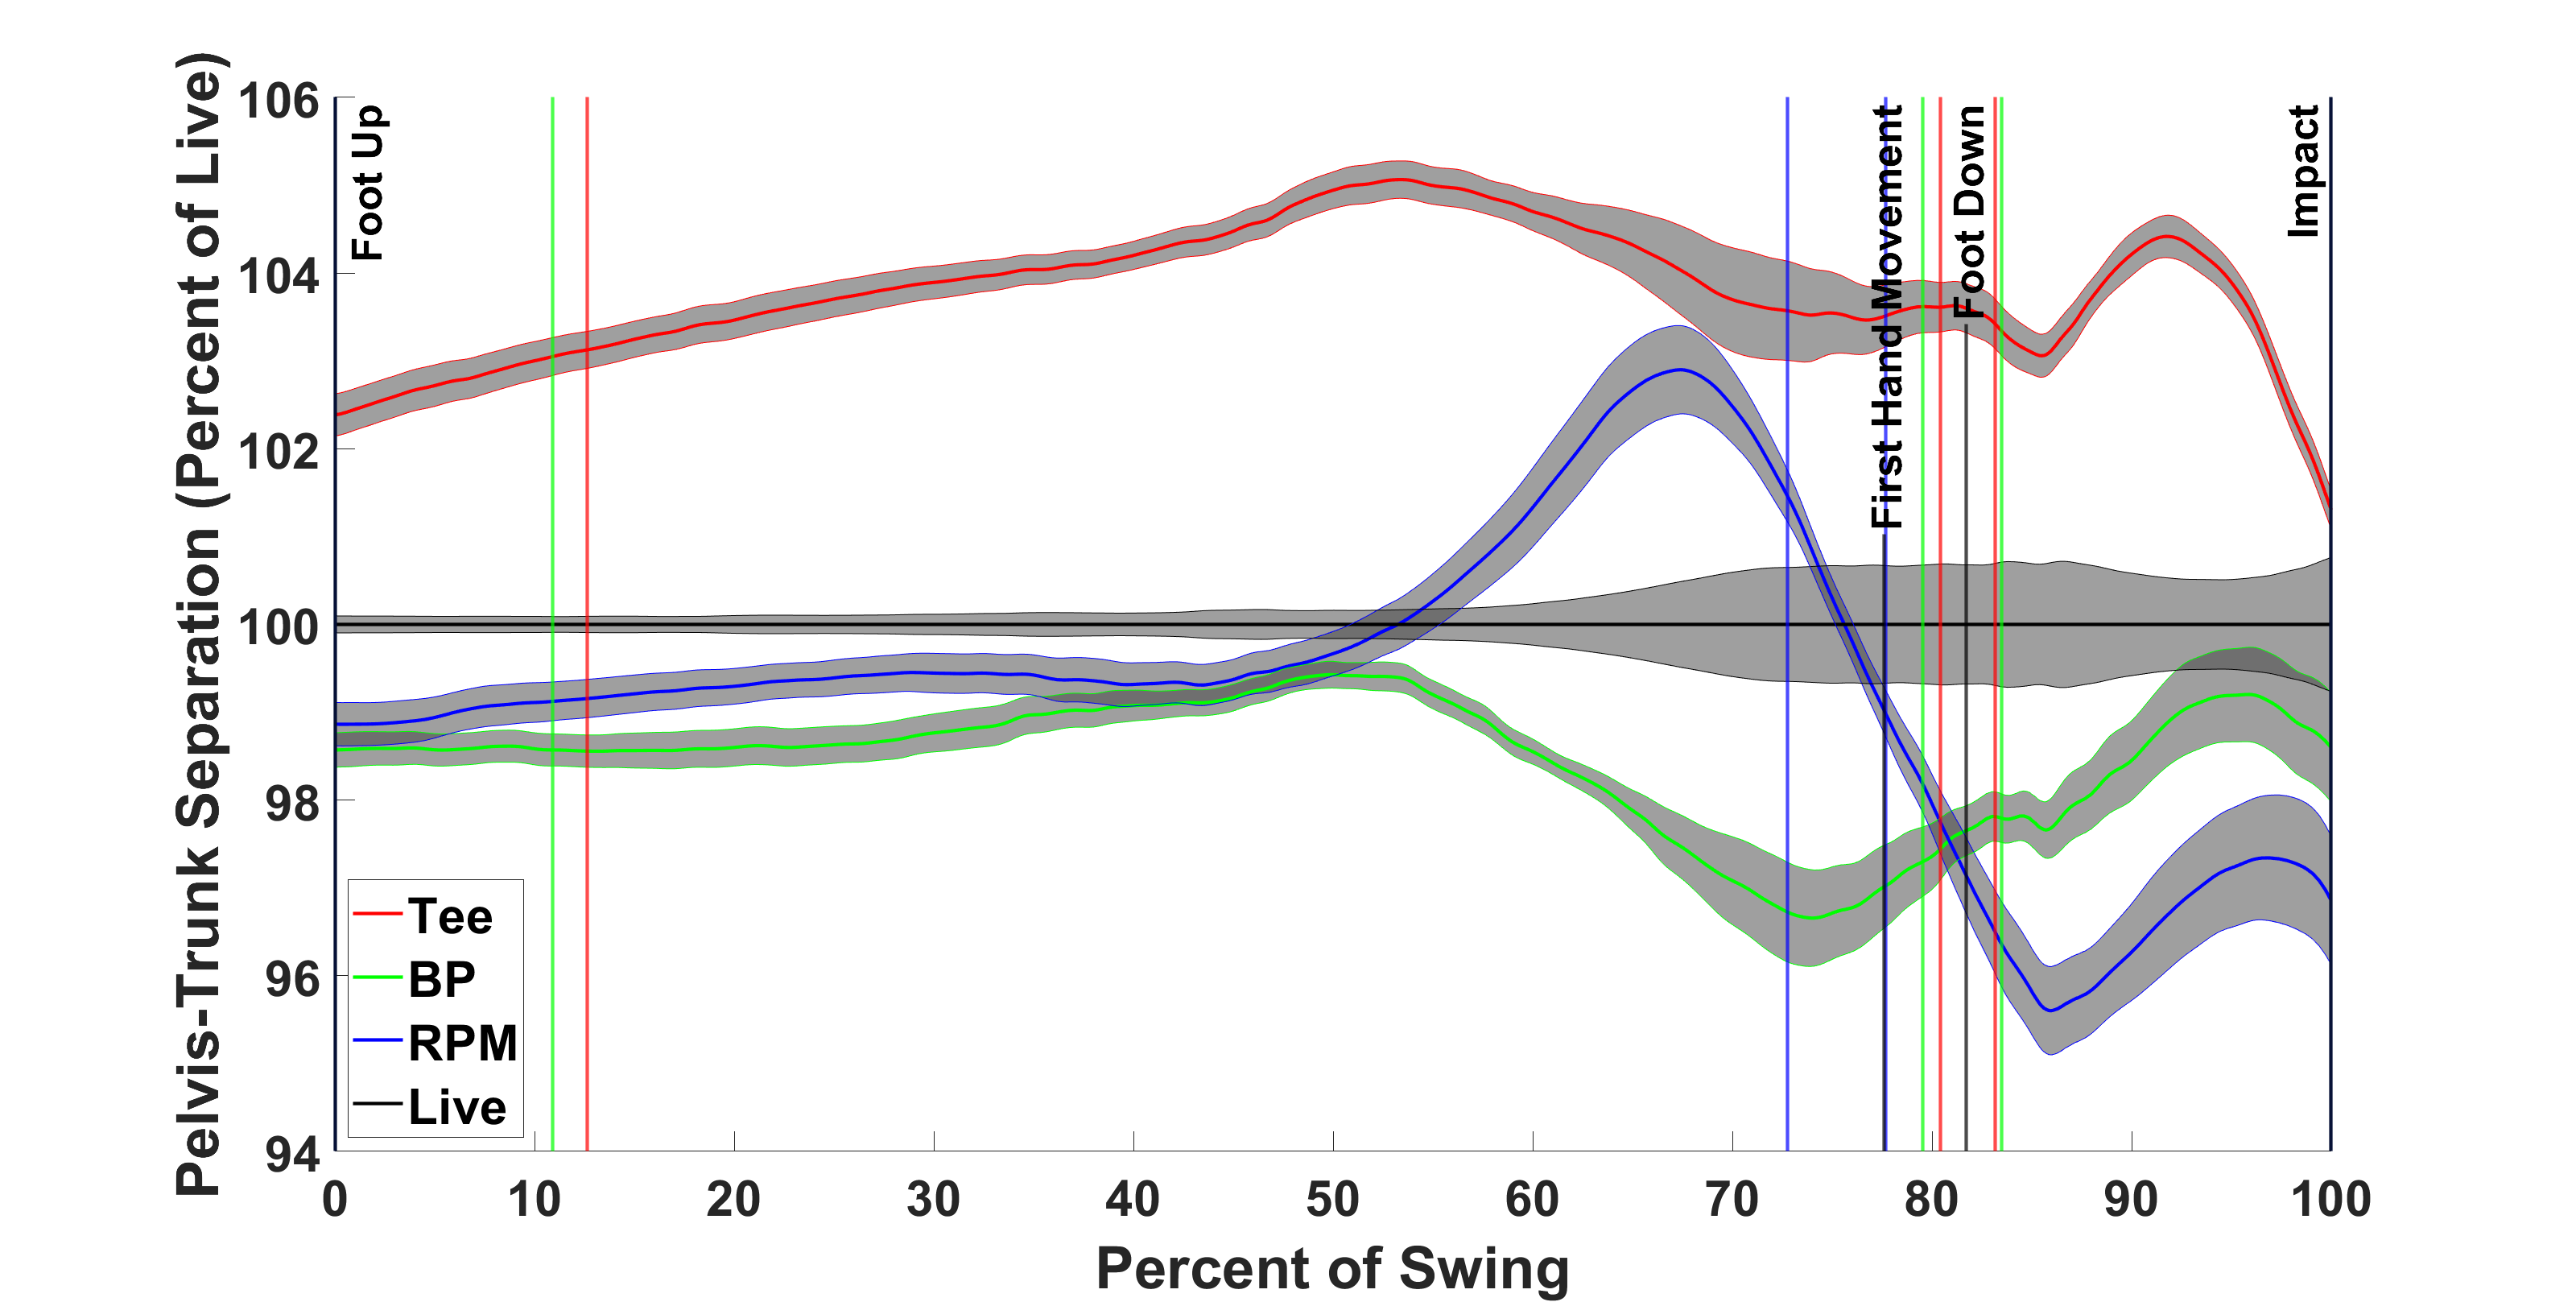 Pelvis-Trunk Separation (Percent of Live)
106
104
102
100
98
96
94
Foot Up
First Hand Movement
Foot Down
Impact
Tee
BP
RPM
Live
0 10 20 30 40 50 60 70 80 90 100
Percent of Swing